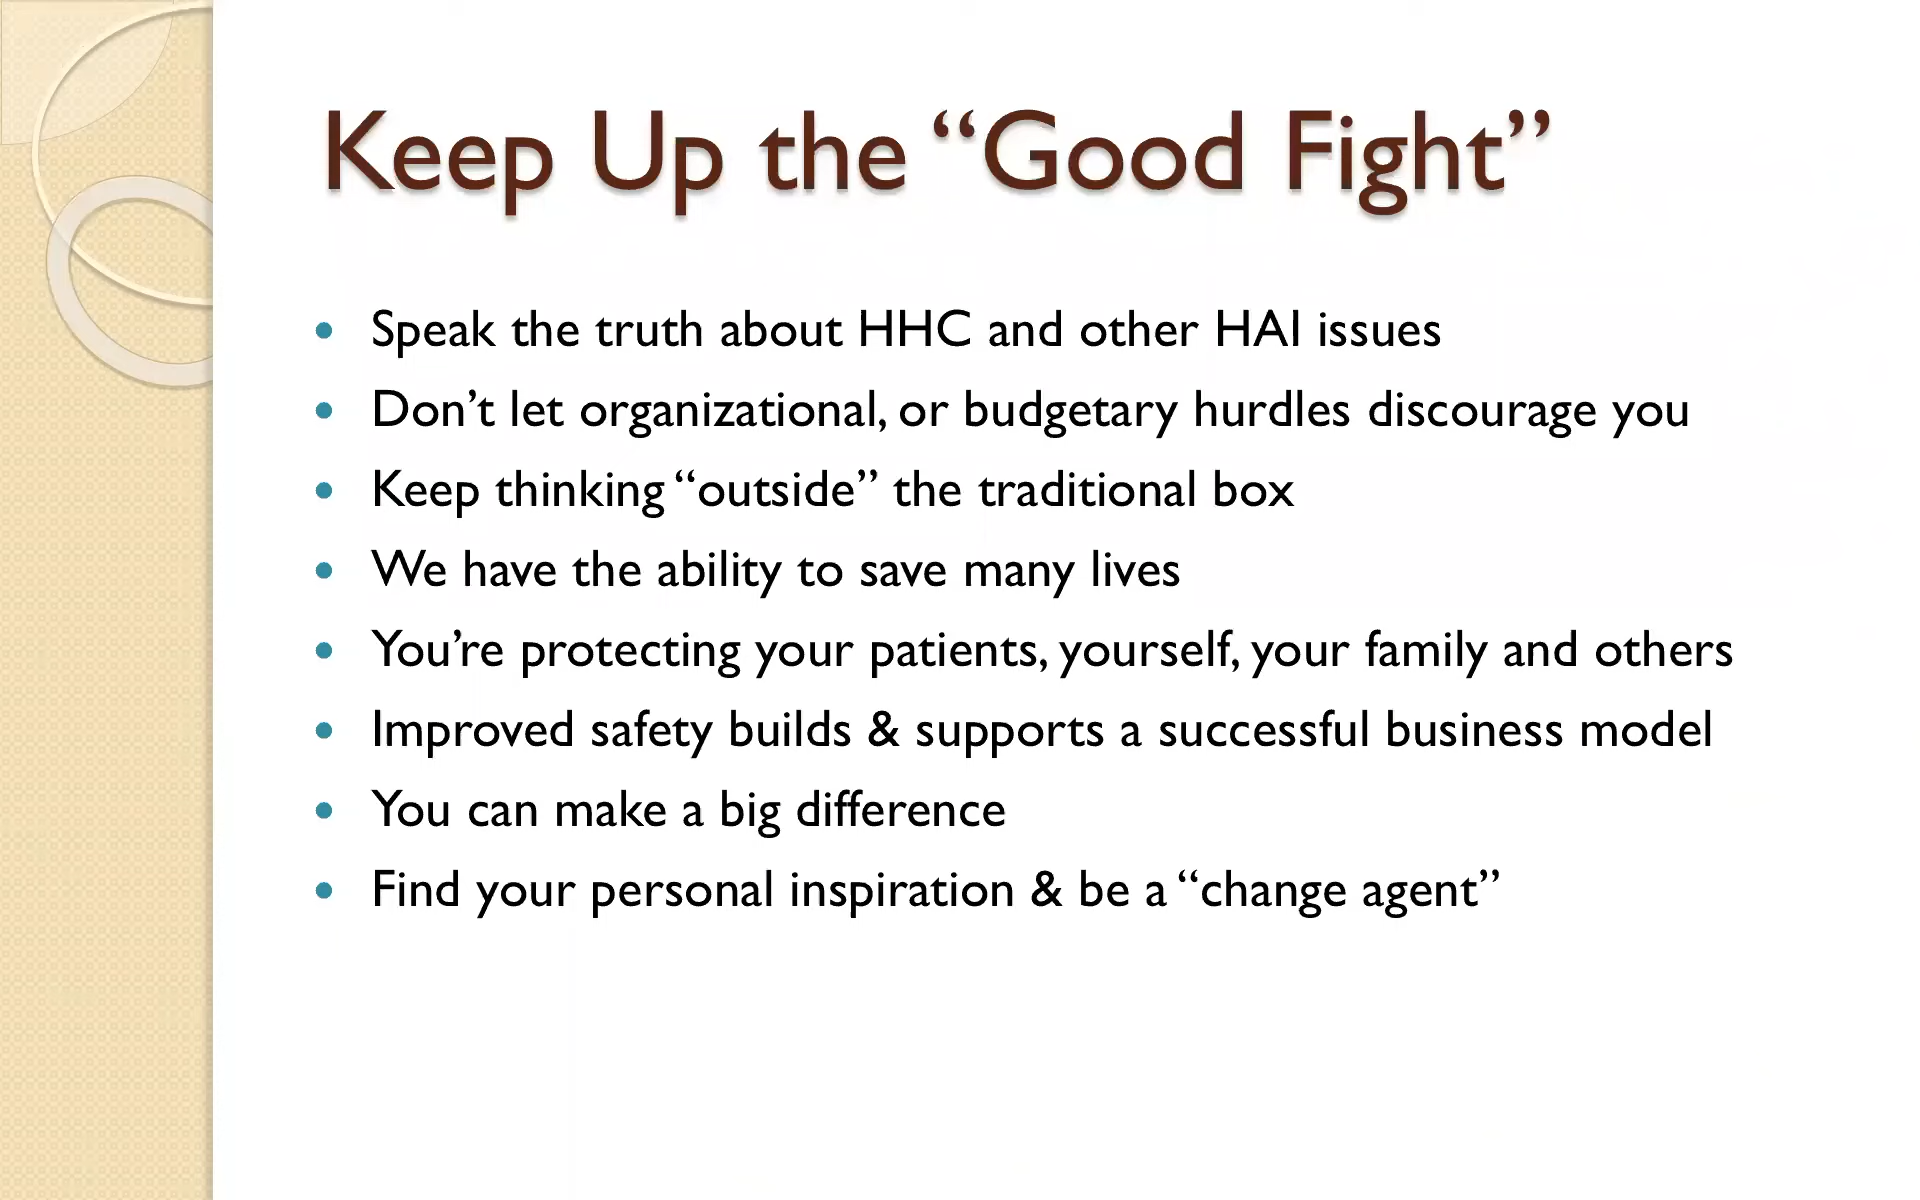 Keep Up the “Good Fight”
• Speak the truth about HHC and other HAI issues
• Don’t let organizational, or budgetary hurdles discourage you
• Keep thinking “outside” the traditional box
• We have the ability to save many lives
• You’re protecting your patients, yourself, your family and others
• Improved safety builds & supports a successful business model
• You can make a big difference
• Find your personal inspiration & be a “change agent”